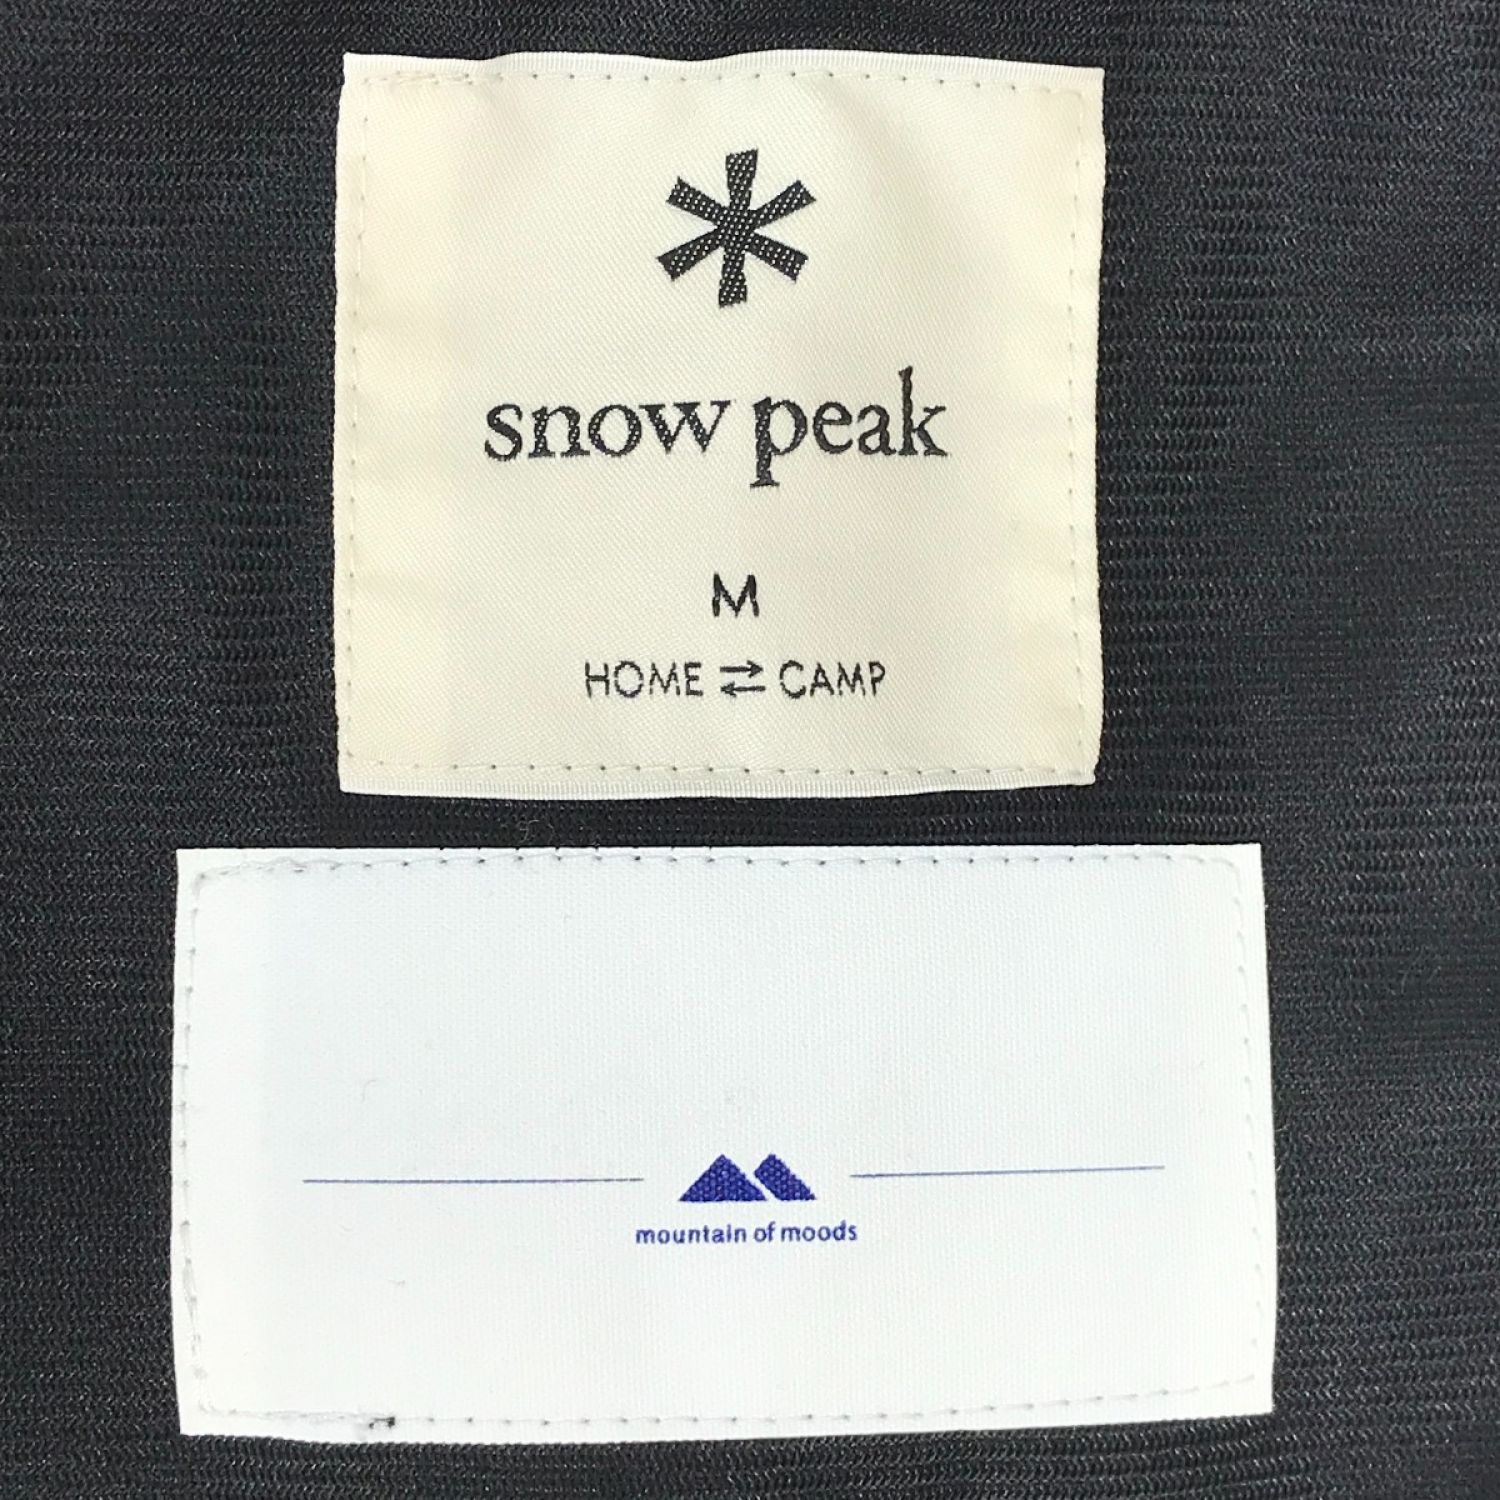 snow peak
M
HOME ⇄ CAMP
mountain of moods